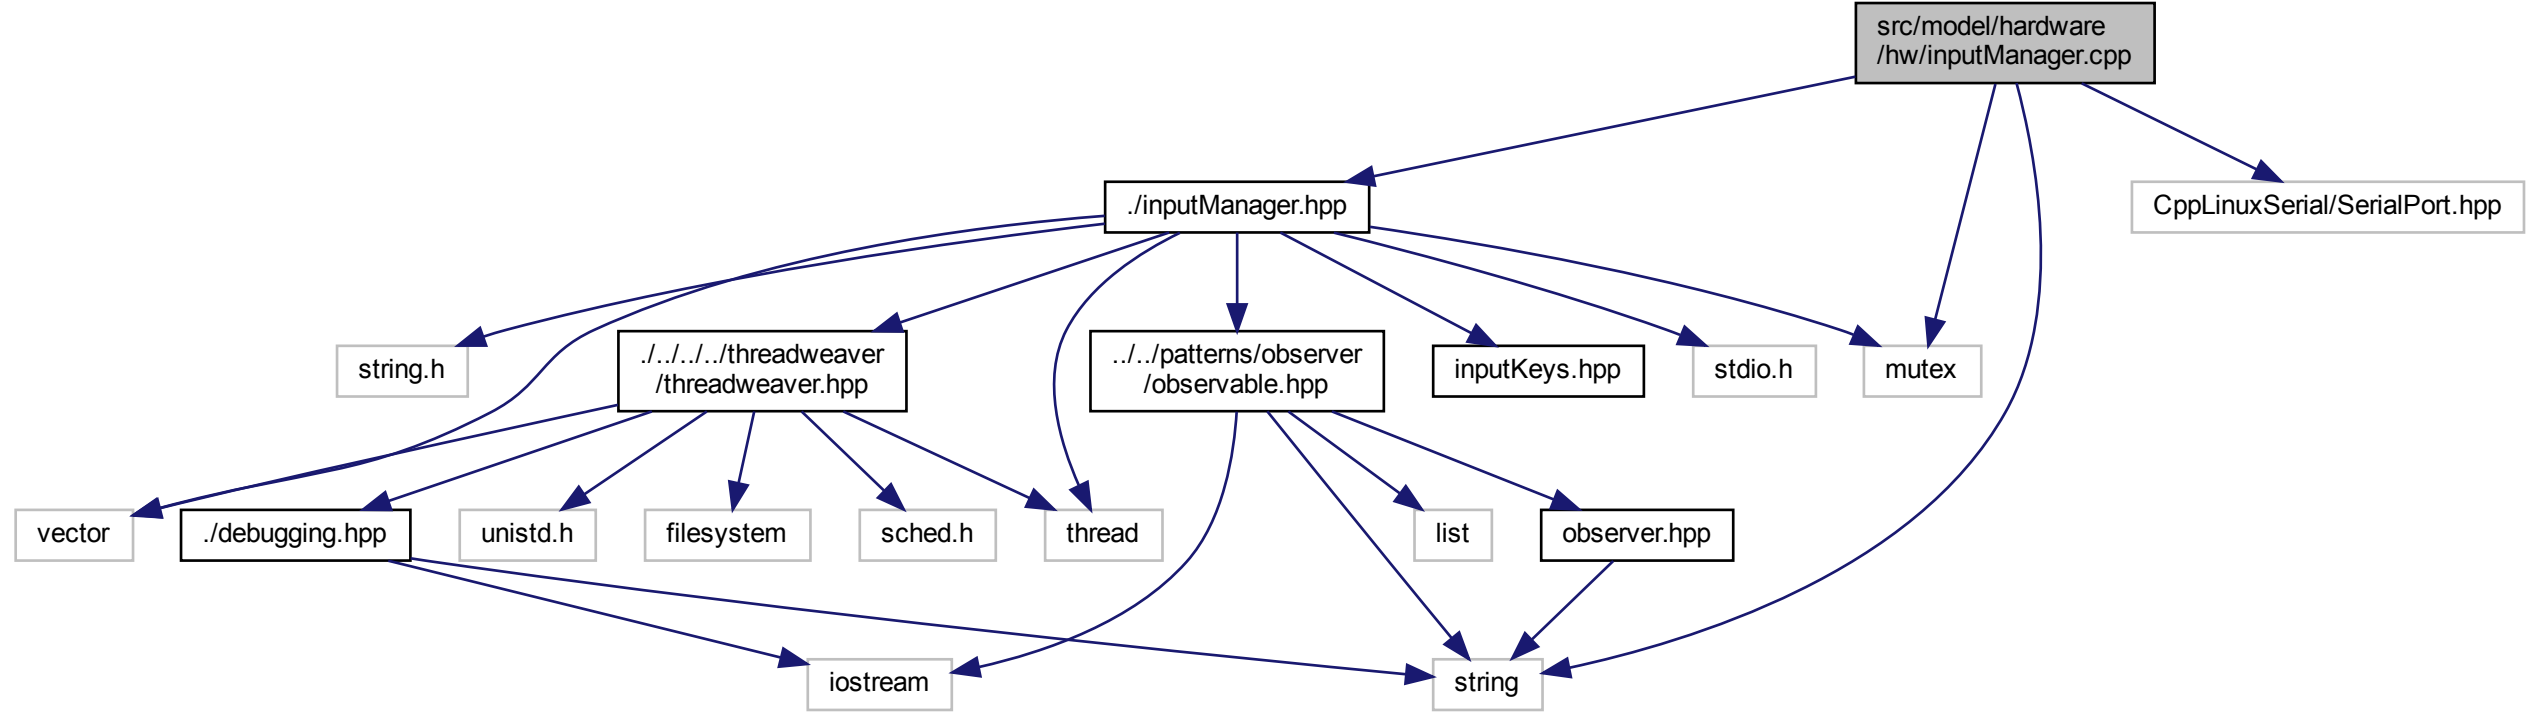 src/model/hardware
/hw/inputManager.cpp
./inputManager.hpp
CppLinuxSerial/SerialPort.hpp
string.h
./../../../threadweaver
/threadweaver.hpp
../../patterns/observer
/observable.hpp
inputKeys.hpp
stdio.h
mutex
vector
./debugging.hpp
unistd.h
filesystem
sched.h
thread
list
observer.hpp
iostream
string